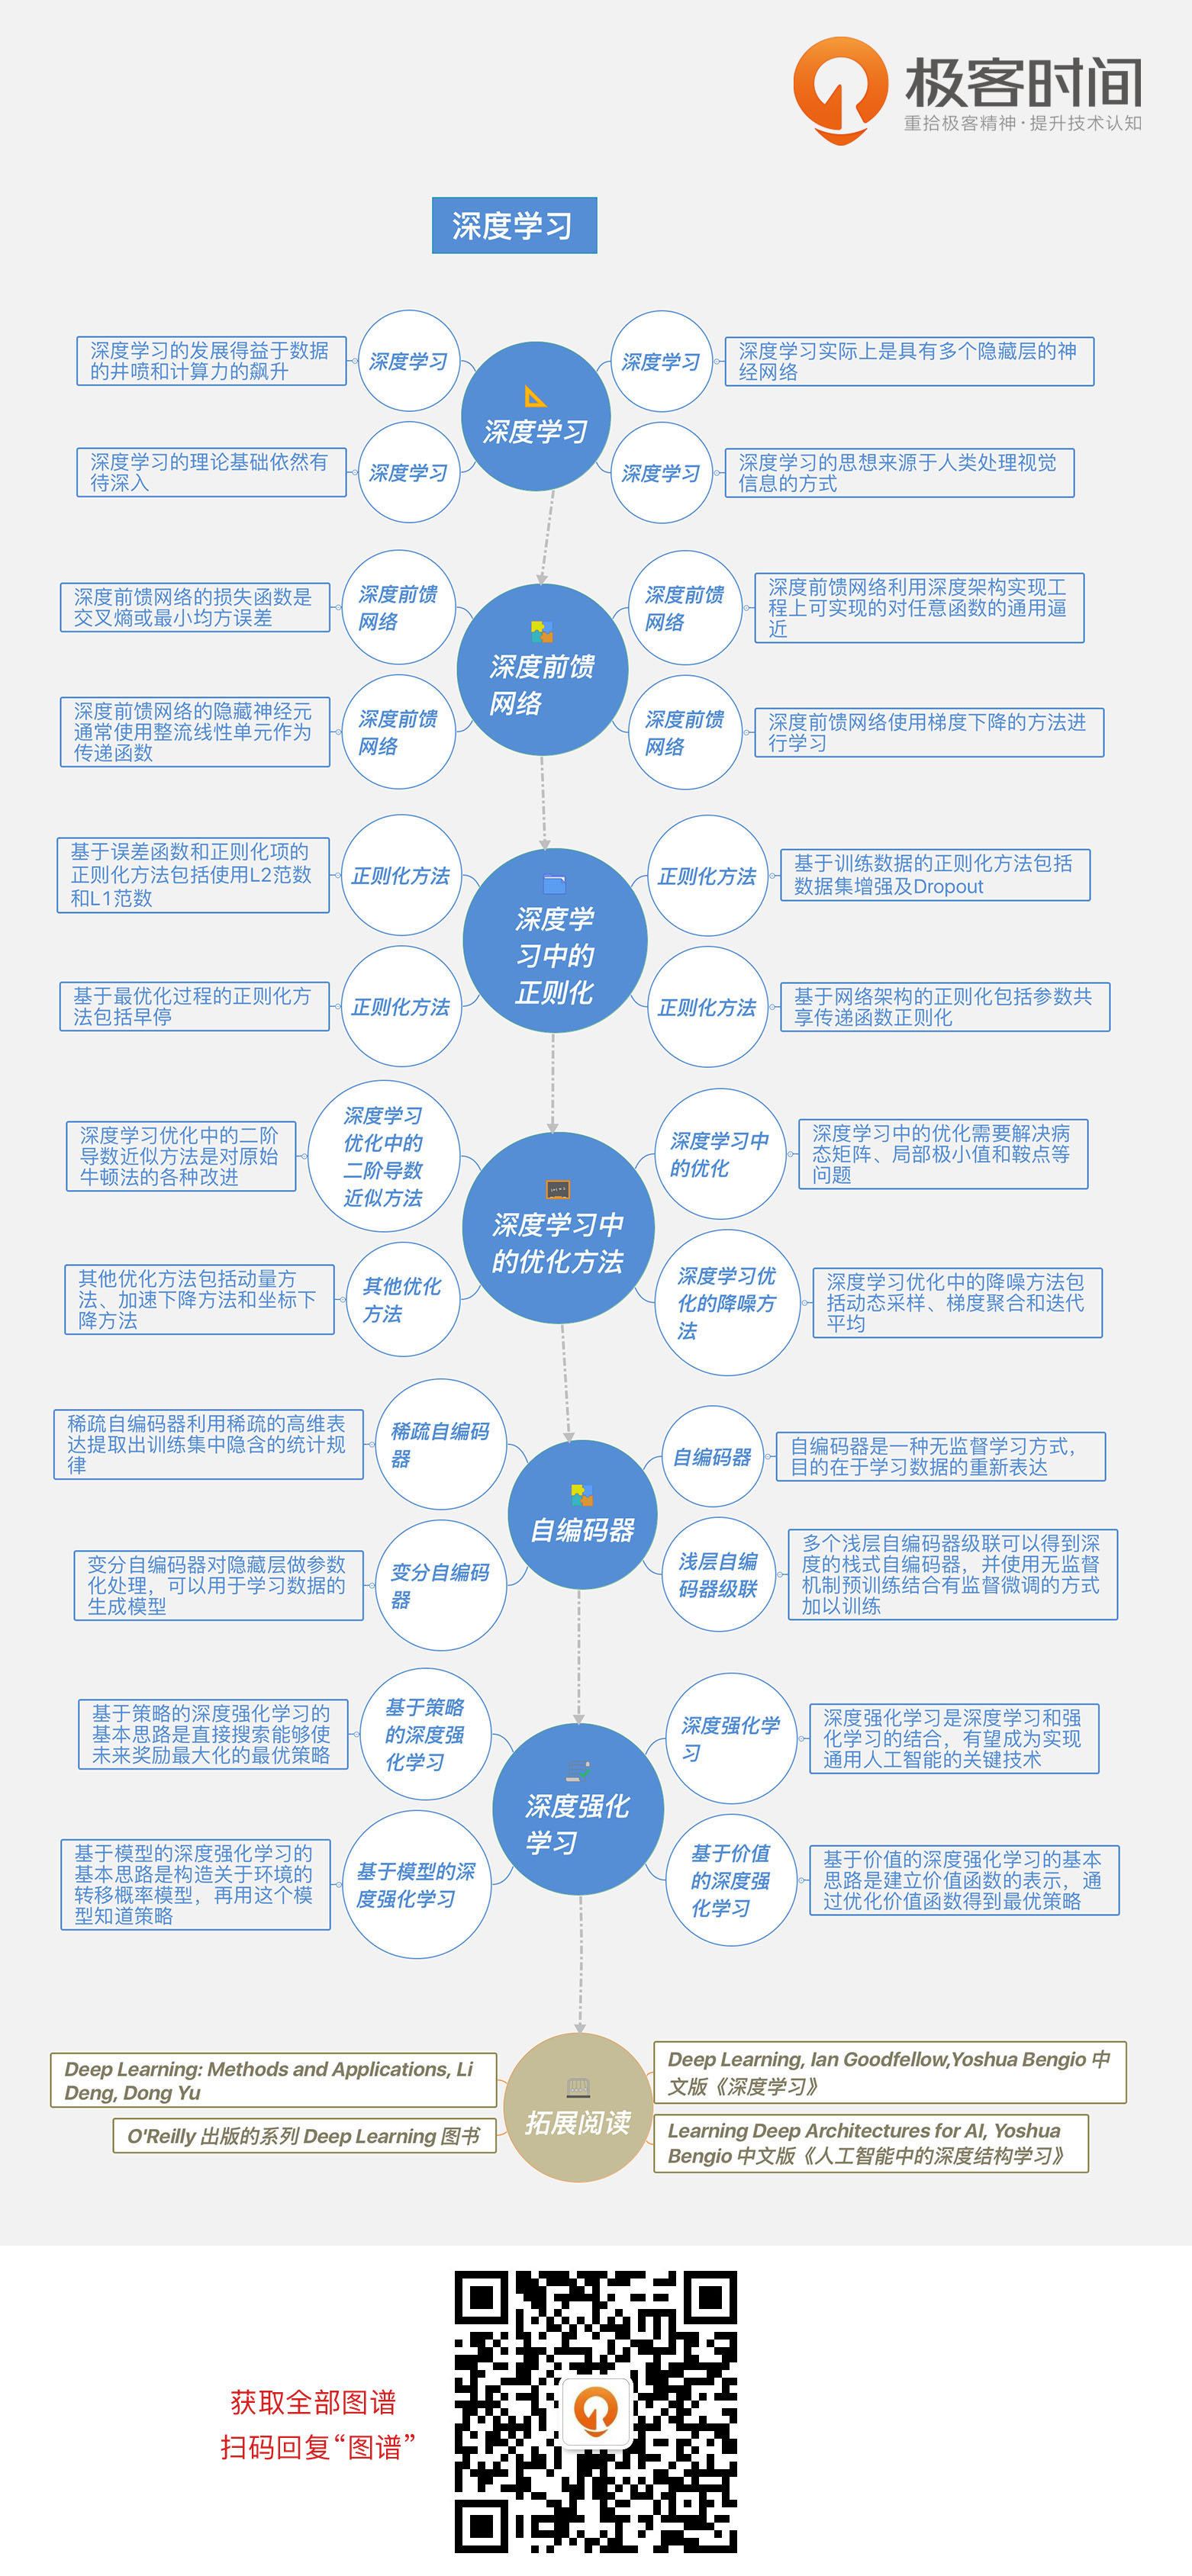 极客时间
重拾极客精神·提升技术认知
深度学习
深度学习的发展得益于数据
的井喷和计算力的飙升
深度学习
深度学习
深度学习
深度学习实际上是具有多个隐藏层的神
经网络
深度学习的理论基础依然有
待深入
深度学习
深度学习
深度学习的思想来源于人类处理视觉
信息的方式
深度前馈网络的损失函数是
交叉熵或最小均方误差
深度前馈
网络
深度前馈
网络
深度前馈
网络
深度前馈网络利用深度架构实现工
程上可实现的对任意函数的通用逼
近
深度前馈网络的隐藏神经元
通常使用整流线性单元作为
传递函数
深度前馈
网络
深度前馈
网络
深度前馈网络使用梯度下降的方法进
行学习
基于误差函数和正则化项的
正则化方法包括使用L2范数
和L1范数
正则化方法
深度学
习中的
正则化
正则化方法
基于训练数据的正则化方法包括
数据集增强及Dropout
基于最优化过程的正则化方
法包括早停
正则化方法
正则化方法
基于网络架构的正则化包括参数共
享传递函数正则化
深度学习优化中的二阶
导数近似方法是对原始
牛顿法的各种改进
深度学习
优化中的
二阶导数
近似方法
深度学习中
的优化方法
深度学习中
的优化
深度学习中的优化需要解决病
态矩阵、局部极小值和鞍点等
问题
其他优化方法包括动量方
法、加速下降方法和坐标下
降方法
其他优化
方法
深度学习优
化的降噪方
法
深度学习优化中的降噪方法包
括动态采样、梯度聚合和迭代
平均
稀疏自编码器利用稀疏的高维表
达提取出训练集中隐含的统计规
律
稀疏自编码
器
自编码器
自编码器
自编码器是一种无监督学习方式，
目的在于学习数据的重新表达
变分自编码器对隐藏层做参数
化处理，可以用于学习数据的
生成模型
变分自编码
器
浅层自编
码器级联
多个浅层自编码器级联可以得到深
度的栈式自编码器，并使用无监督
机制预训练结合有监督微调的方式
加以训练
基于策略的深度强化学习的
基本思路是直接搜索能够使
未来奖励最大化的最优策略
基于策略
的深度强
化学习
深度强化
学习
深度强化学
习
深度强化学习是深度学习和强
化学习的结合，有望成为实现
通用人工智能的关键技术
基于模型的深度强化学习的
基本思路是构造关于环境的
转移概率模型，再用这个模
型知道策略
基于模型的深
度强化学习
基于价值
的深度强
化学习
基于价值的深度强化学习的基本
思路是建立价值函数的表示，通
过优化价值函数得到最优策略
Deep Learning: Methods and Applications, Li
Deng, Dong Yu
O'Reilly 出版的系列 Deep Learning 图书
拓展阅读
Deep Learning, Ian Goodfellow,Yoshua Bengio 中
文版《深度学习》
Learning Deep Architectures for AI, Yoshua
Bengio 中文版《人工智能中的深度结构学习》
获取全部图谱
扫码回复“图谱”